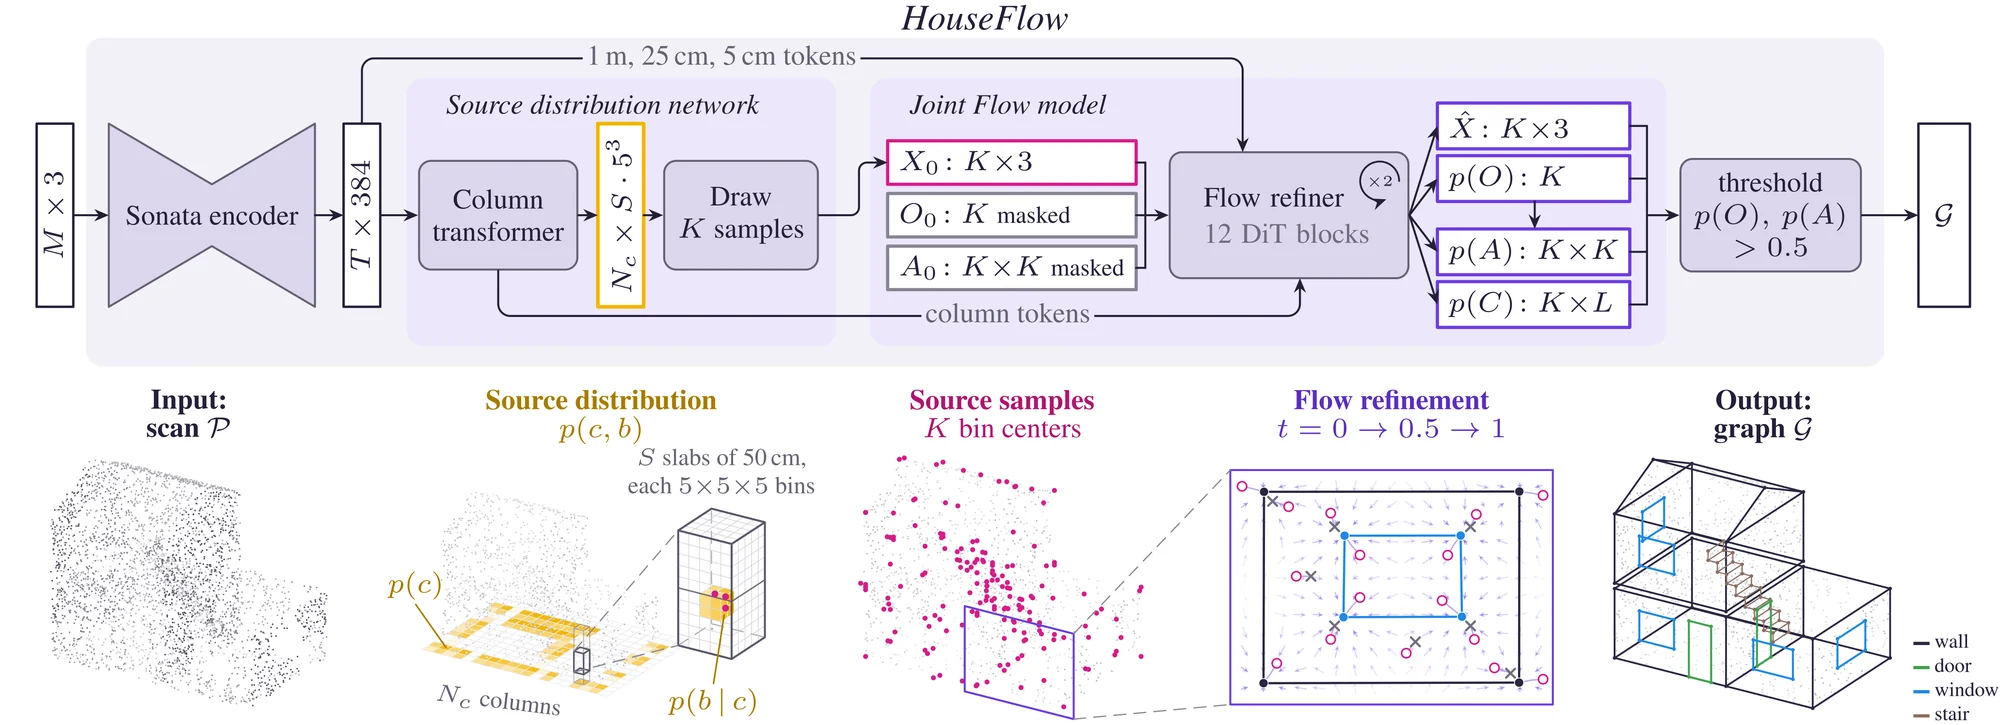 HouseFlow
1 m, 25 cm, 5 cm tokens
Source distribution network
Joint Flow model
M × 3
Sonata encoder
T × 384
Column
transformer
N_c × S · 5³
Draw
K samples
X₀ : K×3
O₀ : K masked
A₀ : K×K masked
Flow refiner
×2
12 DiT blocks
X̂ : K×3
p(O) : K
p(A) : K×K
p(C) : K×L
threshold
p(O), p(A)
> 0.5
𝒢
column tokens
Input:
scan 𝒫
Source distribution
p(c, b)
S slabs of 50 cm,
each 5×5×5 bins
p(c)
N_c columns
p(b | c)
Source samples
K bin centers
Flow refinement
t = 0 → 0.5 → 1
Output:
graph 𝒢
wall
door
window
stair